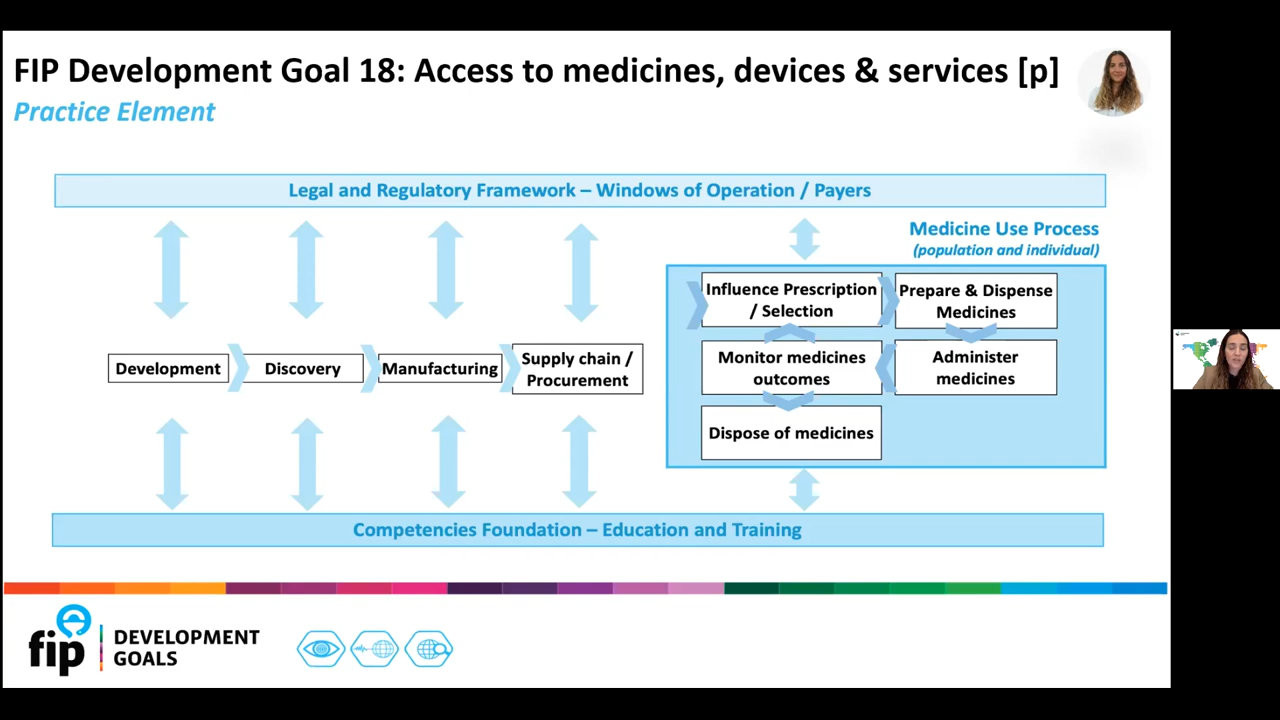 FIP Development Goal 18: Access to medicines, devices & services [p]
Practice Element
Legal and Regulatory Framework – Windows of Operation / Payers
Medicine Use Process
(population and individual)
Development
Discovery
Manufacturing
Supply chain /
Procurement
Influence Prescription
/ Selection
Prepare & Dispense
Medicines
Monitor medicines
outcomes
Administer
medicines
Dispose of medicines
Competencies Foundation – Education and Training
fip
DEVELOPMENT
GOALS